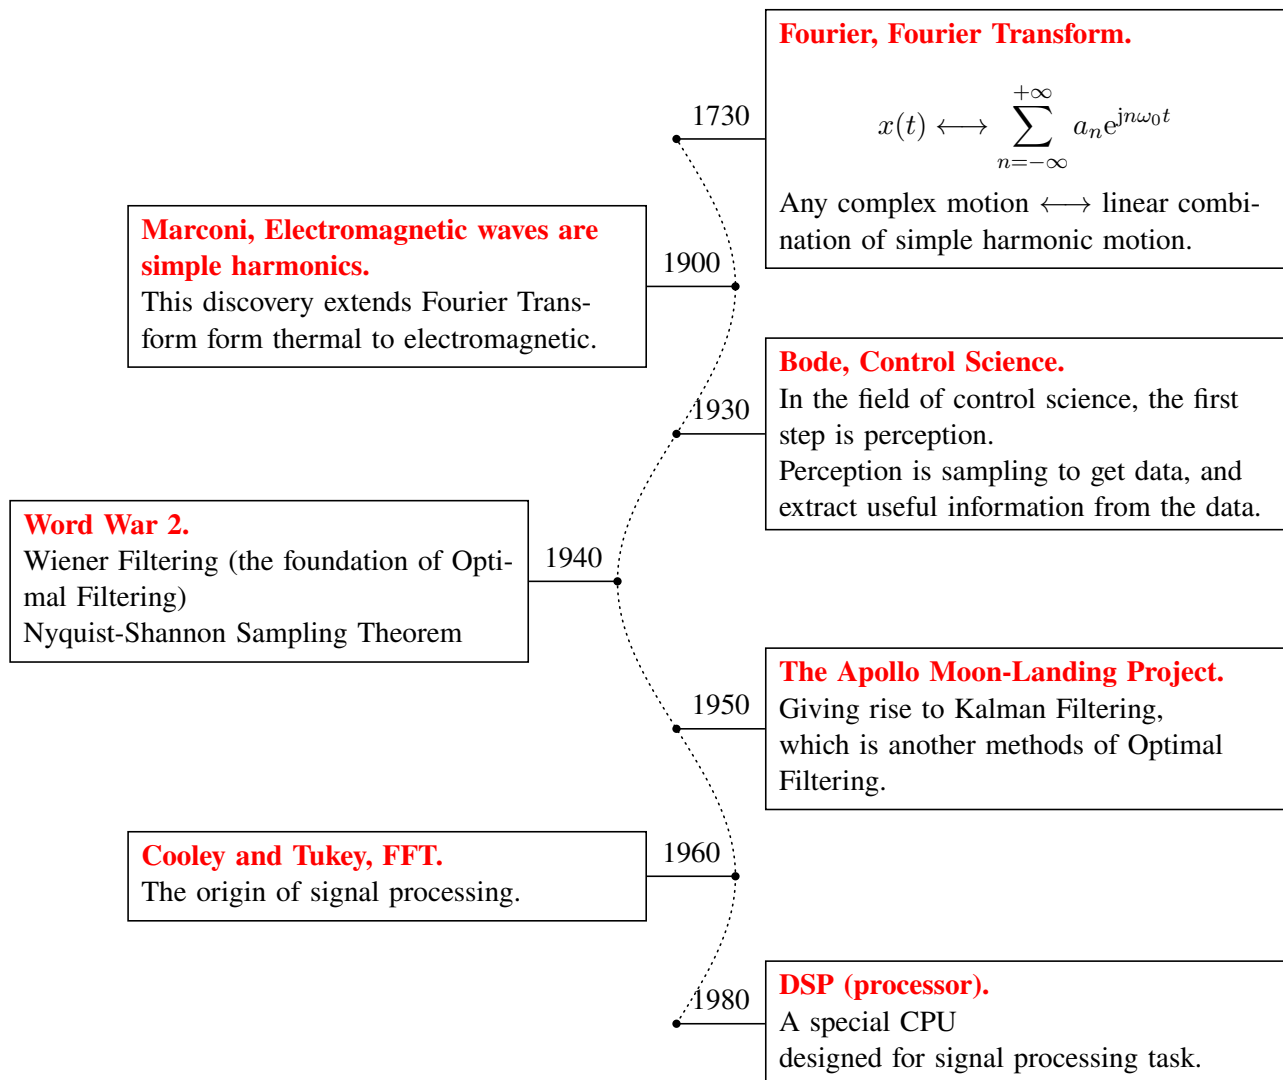 1730
Fourier, Fourier Transform.
x(t) ⟷ \sum_{n=-\infty}^{+\infty} a_n e^{jnω_0 t}
Any complex motion ⟷ linear combi-
nation of simple harmonic motion.
1900
Marconi, Electromagnetic waves are
simple harmonics.
This discovery extends Fourier Trans-
form form thermal to electromagnetic.
1930
Bode, Control Science.
In the field of control science, the first
step is perception.
Perception is sampling to get data, and
extract useful information from the data.
1940
Word War 2.
Wiener Filtering (the foundation of Opti-
mal Filtering)
Nyquist-Shannon Sampling Theorem
1950
The Apollo Moon-Landing Project.
Giving rise to Kalman Filtering,
which is another methods of Optimal
Filtering.
1960
Cooley and Tukey, FFT.
The origin of signal processing.
1980
DSP (processor).
A special CPU
designed for signal processing task.